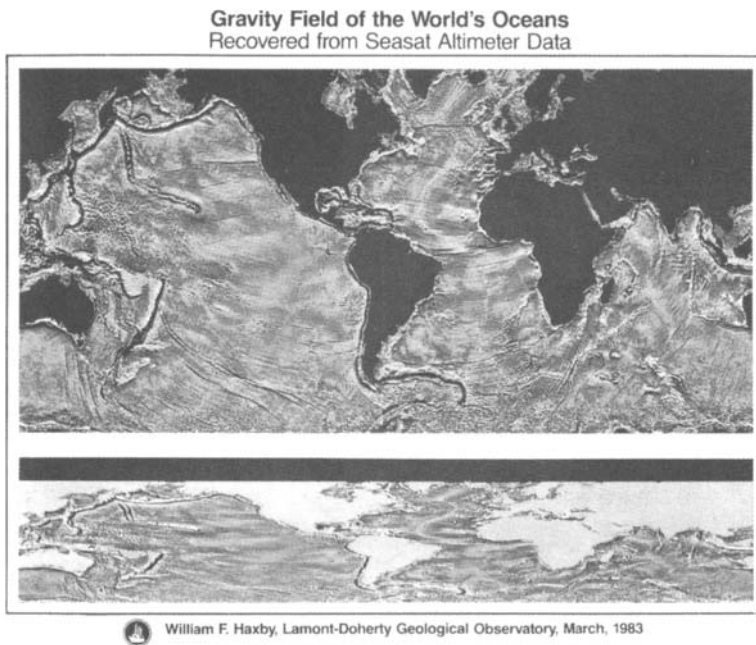 Gravity Field of the World's Oceans
Recovered from Seasat Altimeter Data
William F. Haxby, Lamont-Doherty Geological Observatory, March, 1983